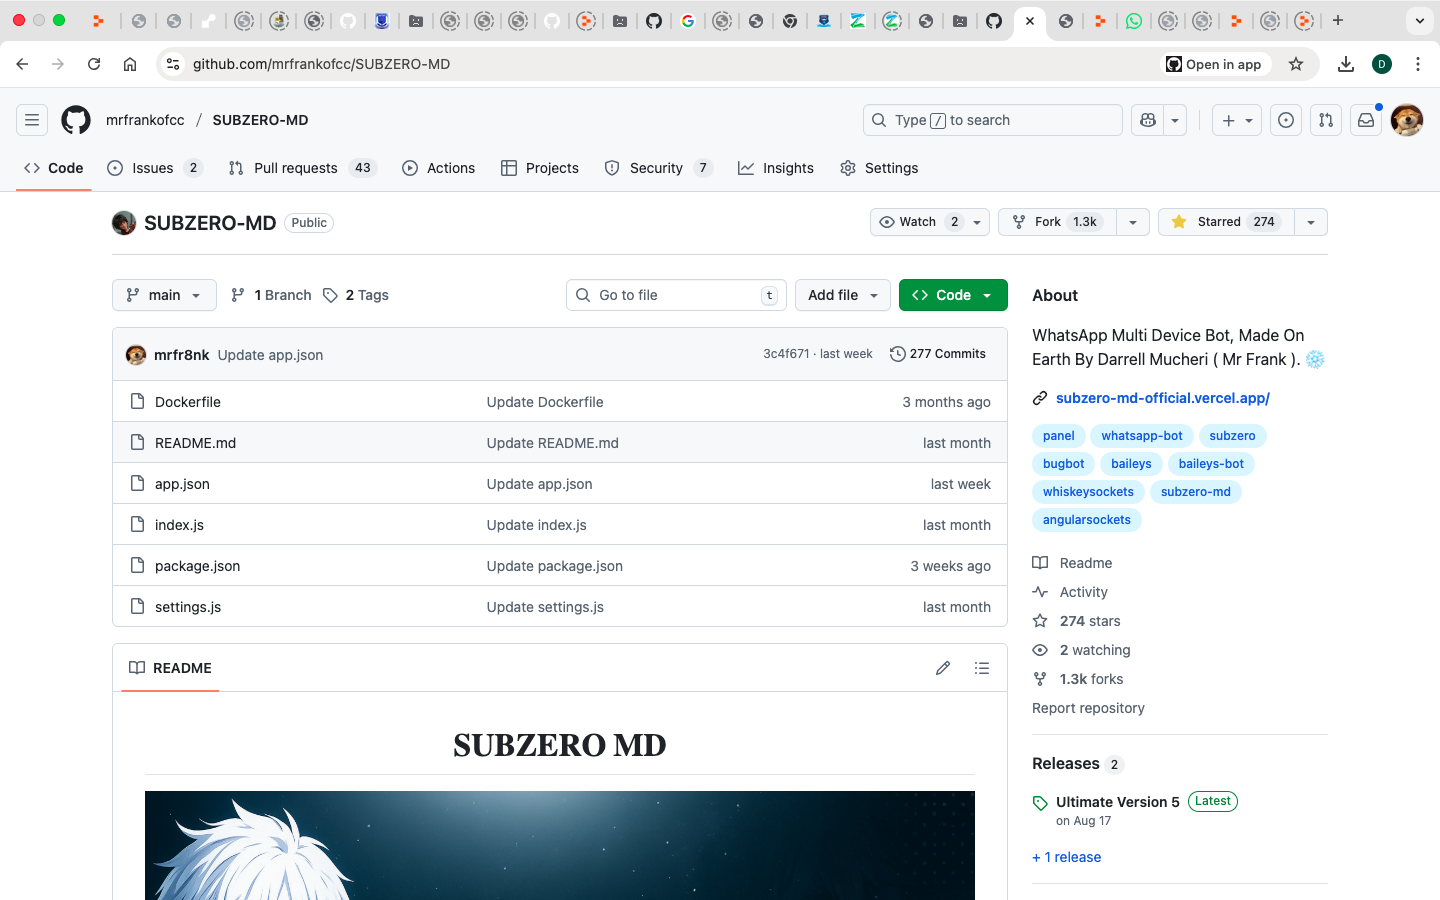 github.com/mrfrankofcc/SUBZERO-MD
Open in app
D
mrfrankofcc / SUBZERO-MD
Type / to search
Code
Issues 2
Pull requests 43
Actions
Projects
Security 7
Insights
Settings
SUBZERO-MD Public
Watch 2
Fork 1.3k
Starred 274
main
1 Branch
2 Tags
Go to file t
Add file
Code
mrfr8nk Update app.json 3c4f671 · last week 277 Commits
Dockerfile Update Dockerfile 3 months ago
README.md Update README.md last month
app.json Update app.json last week
index.js Update index.js last month
package.json Update package.json 3 weeks ago
settings.js Update settings.js last month
README
SUBZERO MD
About
WhatsApp Multi Device Bot, Made On
Earth By Darrell Mucheri ( Mr Frank ). ❄️
subzero-md-official.vercel.app/
panel whatsapp-bot subzero
bugbot baileys baileys-bot
whiskeysockets subzero-md
angularsockets
Readme
Activity
274 stars
2 watching
1.3k forks
Report repository
Releases 2
Ultimate Version 5 Latest
on Aug 17
+ 1 release